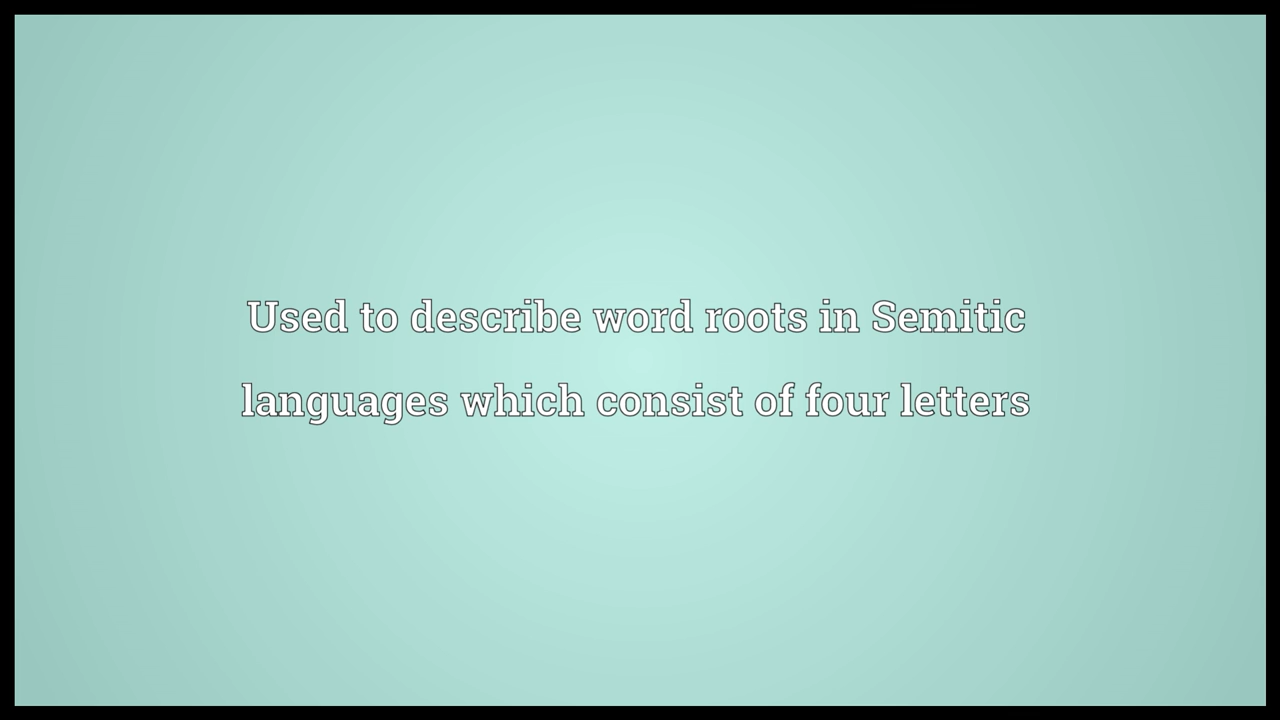 Used to describe word roots in Semitic
languages which consist of four letters